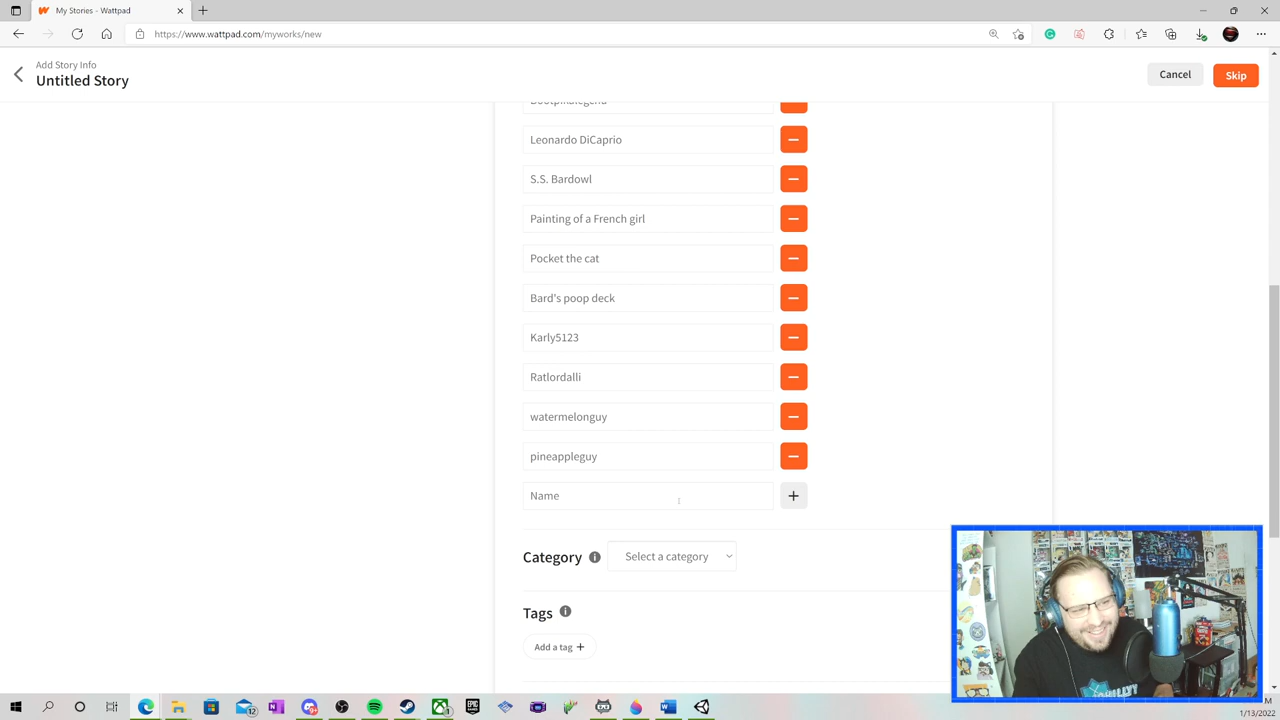 My Stories - Wattpad
https://www.wattpad.com/myworks/new
Add Story Info
Untitled Story
Cancel
Skip
Leonardo DiCaprio
S.S. Bardowl
Painting of a French girl
Pocket the cat
Bard's poop deck
Karly5123
Ratlordalli
watermelonguy
pineappleguy
Name
Category
Select a category
Tags
Add a tag +
12
EPIC
M
1/13/2022